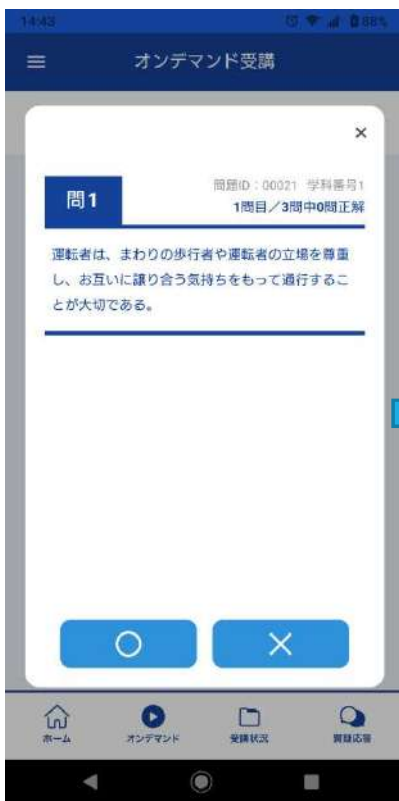 14:43
88%
オンデマンド受講
×
問題ID：00021 学科番号1
問1
1問目／3問中0問正解
運転者は、まわりの歩行者や運転者の立場を尊重
し、お互いに譲り合う気持ちをもって通行するこ
とが大切である。
ホーム
オンデマンド
受講状況
質疑応答